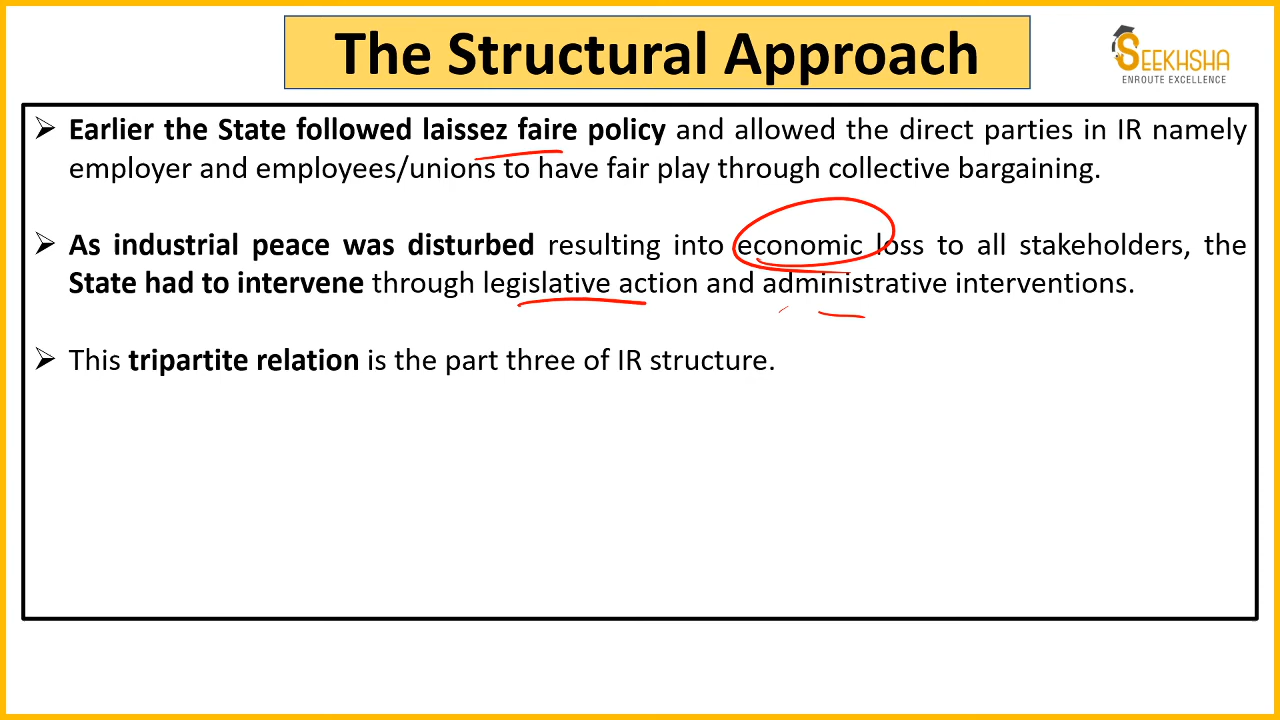 The Structural Approach
SEEKHSHA
ENROUTE EXCELLENCE
➢ Earlier the State followed laissez faire policy and allowed the direct parties in IR namely
employer and employees/unions to have fair play through collective bargaining.
➢ As industrial peace was disturbed resulting into economic loss to all stakeholders, the
State had to intervene through legislative action and administrative interventions.
➢ This tripartite relation is the part three of IR structure.